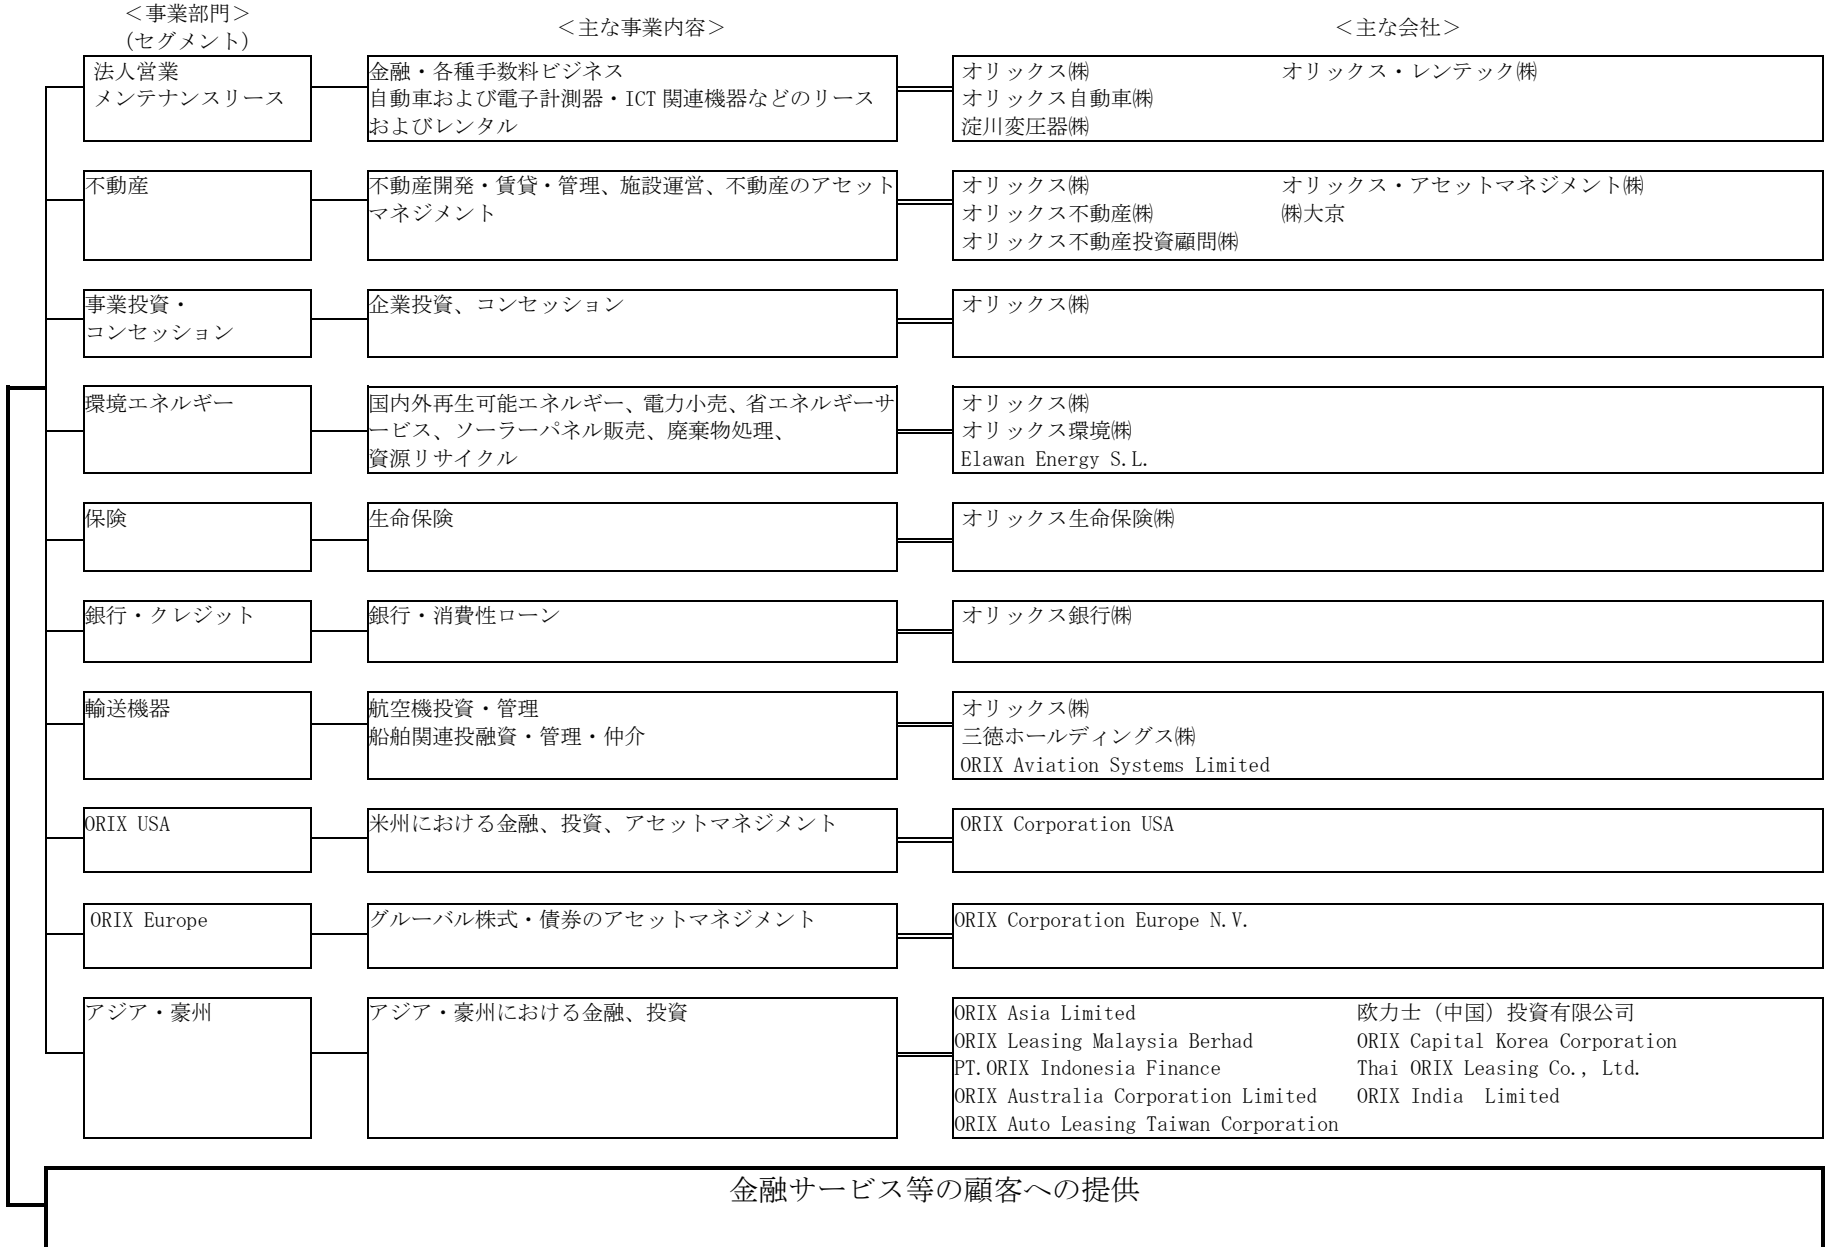 ＜事業部門＞
(セグメント)
＜主な事業内容＞
＜主な会社＞
法人営業
メンテナンスリース
金融・各種手数料ビジネス
自動車および電子計測器・ICT 関連機器などのリース
およびレンタル
オリックス㈱　オリックス・レンテック㈱
オリックス自動車㈱
淀川変圧器㈱
不動産
不動産開発・賃貸・管理、施設運営、不動産のアセット
マネジメント
オリックス㈱　オリックス・アセットマネジメント㈱
オリックス不動産㈱　㈱大京
オリックス不動産投資顧問㈱
事業投資・
コンセッション
企業投資、コンセッション
オリックス㈱
環境エネルギー
国内外再生可能エネルギー、電力小売、省エネルギーサ
ービス、ソーラーパネル販売、廃棄物処理、
資源リサイクル
オリックス㈱
オリックス環境㈱
Elawan Energy S.L.
保険
生命保険
オリックス生命保険㈱
銀行・クレジット
銀行・消費性ローン
オリックス銀行㈱
輸送機器
航空機投資・管理
船舶関連投融資・管理・仲介
オリックス㈱
三徳ホールディングス㈱
ORIX Aviation Systems Limited
ORIX USA
米州における金融、投資、アセットマネジメント
ORIX Corporation USA
ORIX Europe
グルーバル株式・債券のアセットマネジメント
ORIX Corporation Europe N.V.
アジア・豪州
アジア・豪州における金融、投資
ORIX Asia Limited　欧力士（中国）投資有限公司
ORIX Leasing Malaysia Berhad　ORIX Capital Korea Corporation
PT.ORIX Indonesia Finance　Thai ORIX Leasing Co., Ltd.
ORIX Australia Corporation Limited　ORIX India　Limited
ORIX Auto Leasing Taiwan Corporation
金融サービス等の顧客への提供